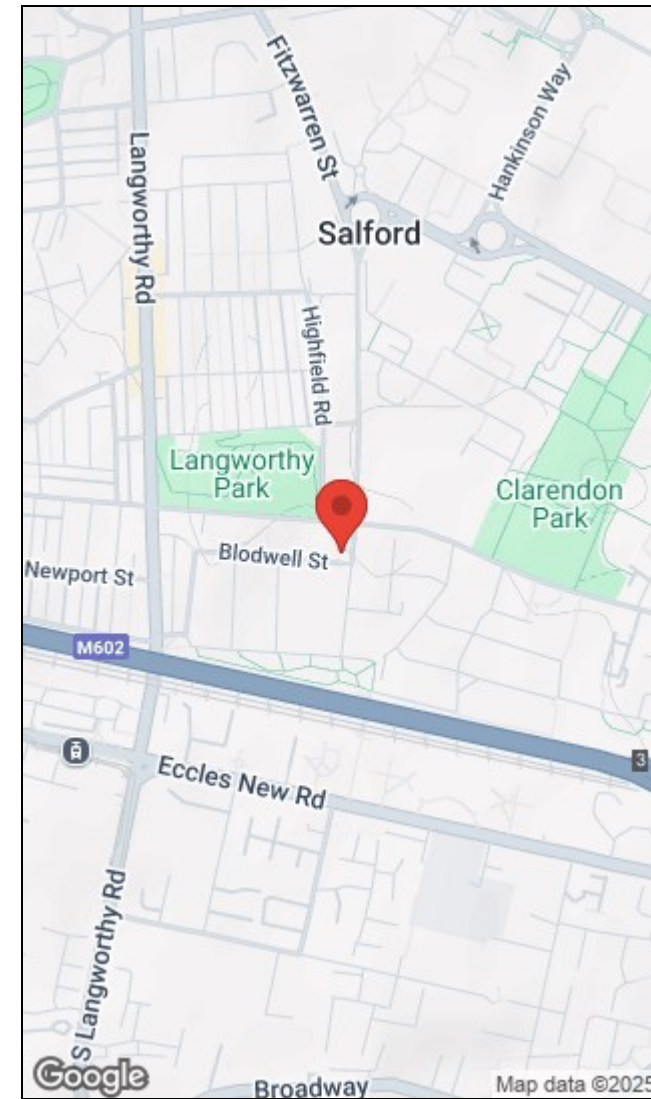 Fitzwarren St
Hankinson Way
Langworthy Rd
Salford
Highfield Rd
Langworthy
Park
Clarendon
Park
Blodwell St
Newport St
M602
3
Eccles New Rd
S Langworthy Rd
Google
Broadway
Map data ©2025